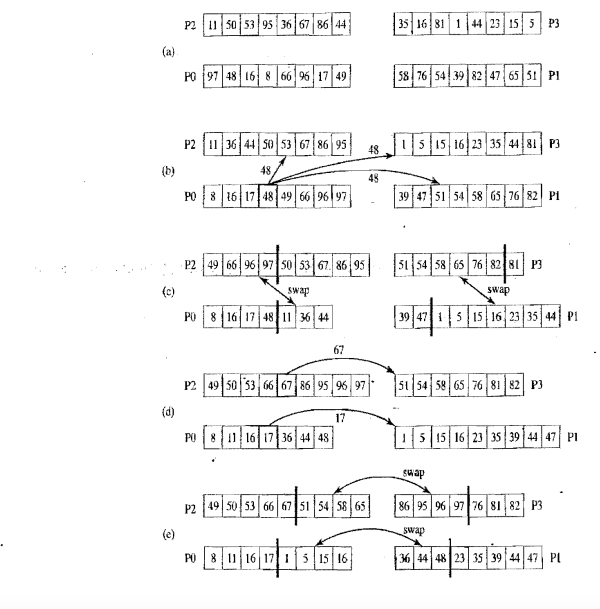 P2 11 50 53 95 36 67 86 44 35 16 81 1 44 23 15 5 P3
(a)
P0 97 48 16 8 66 96 17 49 58 76 54 39 82 47 65 51 P1
P2 11 36 44 50 53 67 86 95 48 1 5 15 16 23 35 44 81 P3
(b) 48 48
P0 8 16 17 48 49 66 96 97 39 47 51 54 58 65 76 82 P1
P2 49 66 96 97 50 53 67 86 95 51 54 58 65 76 82 81 P3
(c) swap swap
P0 8 16 17 48 11 36 44 39 47 1 5 15 16 23 35 44 P1
67
P2 49 50 53 66 67 86 95 96 97 51 54 58 65 76 81 82 P3
(d) 17
P0 8 11 16 17 36 44 48 1 5 15 16 23 35 39 44 47 P1
swap
P2 49 50 53 66 67 51 54 58 65 86 95 96 97 76 81 82 P3
(e) swap
P0 8 11 16 17 1 5 15 16 36 44 48 23 35 39 44 47 P1